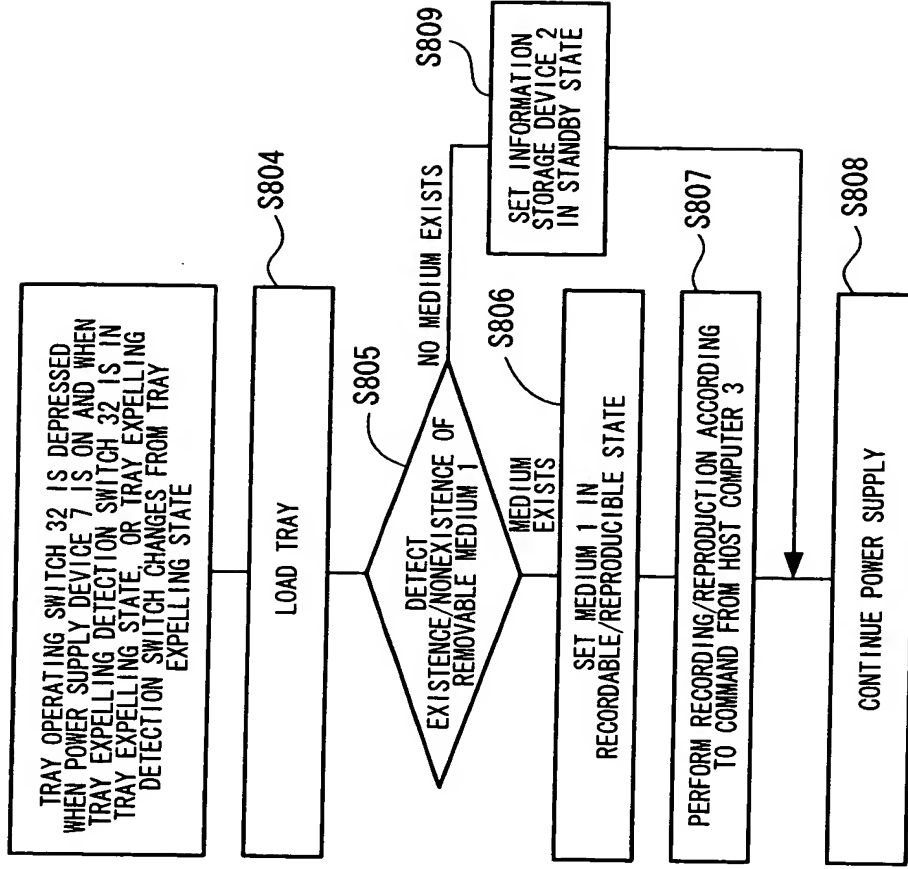 TRAY OPERATING SWITCH 32 IS DEPRESSED
WHEN POWER SUPPLY DEVICE 7 IS ON AND WHEN
TRAY EXPELLING DETECTION SWITCH 32 IS IN
TRAY EXPELLING STATE, OR TRAY EXPELLING
DETECTION SWITCH CHANGES FROM TRAY
EXPELLING STATE
S804
LOAD TRAY
S805
DETECT
EXISTENCE/NONEXISTENCE OF
REMOVABLE MEDIUM 1
NO MEDIUM EXISTS
S809
SET INFORMATION
STORAGE DEVICE 2
IN STANDBY STATE
MEDIUM
EXISTS
S806
SET MEDIUM 1 IN
RECORDABLE/REPRODUCIBLE STATE
S807
PERFORM RECORDING/REPRODUCTION ACCORDING
TO COMMAND FROM HOST COMPUTER 3
S808
CONTINUE POWER SUPPLY